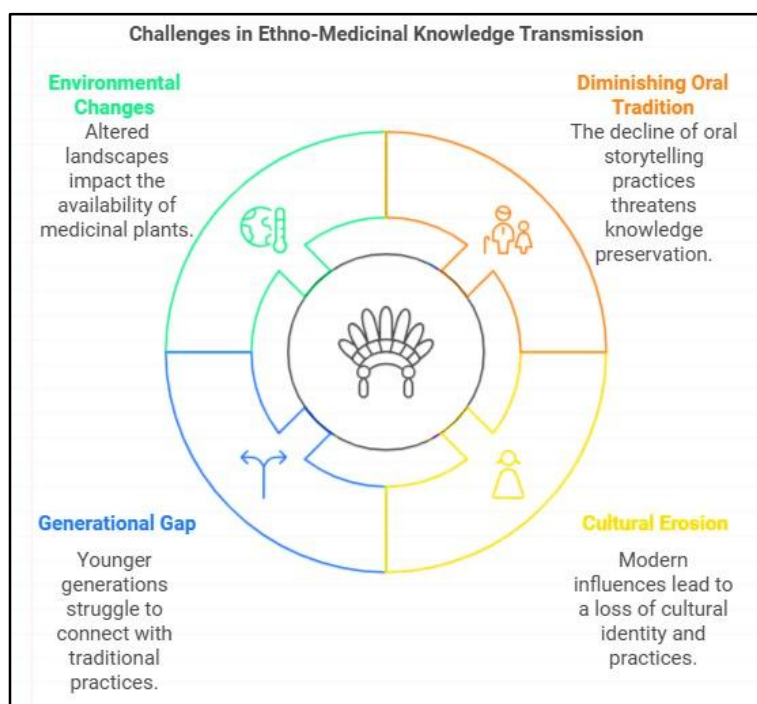 Challenges in Ethno-Medicinal Knowledge Transmission
Environmental
Changes
Altered
landscapes
impact the
availability of
medicinal plants.
Diminishing Oral
Tradition
The decline of oral
storytelling
practices
threatens
knowledge
preservation.
Generational Gap
Younger
generations
struggle to
connect with
traditional
practices.
Cultural Erosion
Modern
influences lead to
a loss of cultural
identity and
practices.